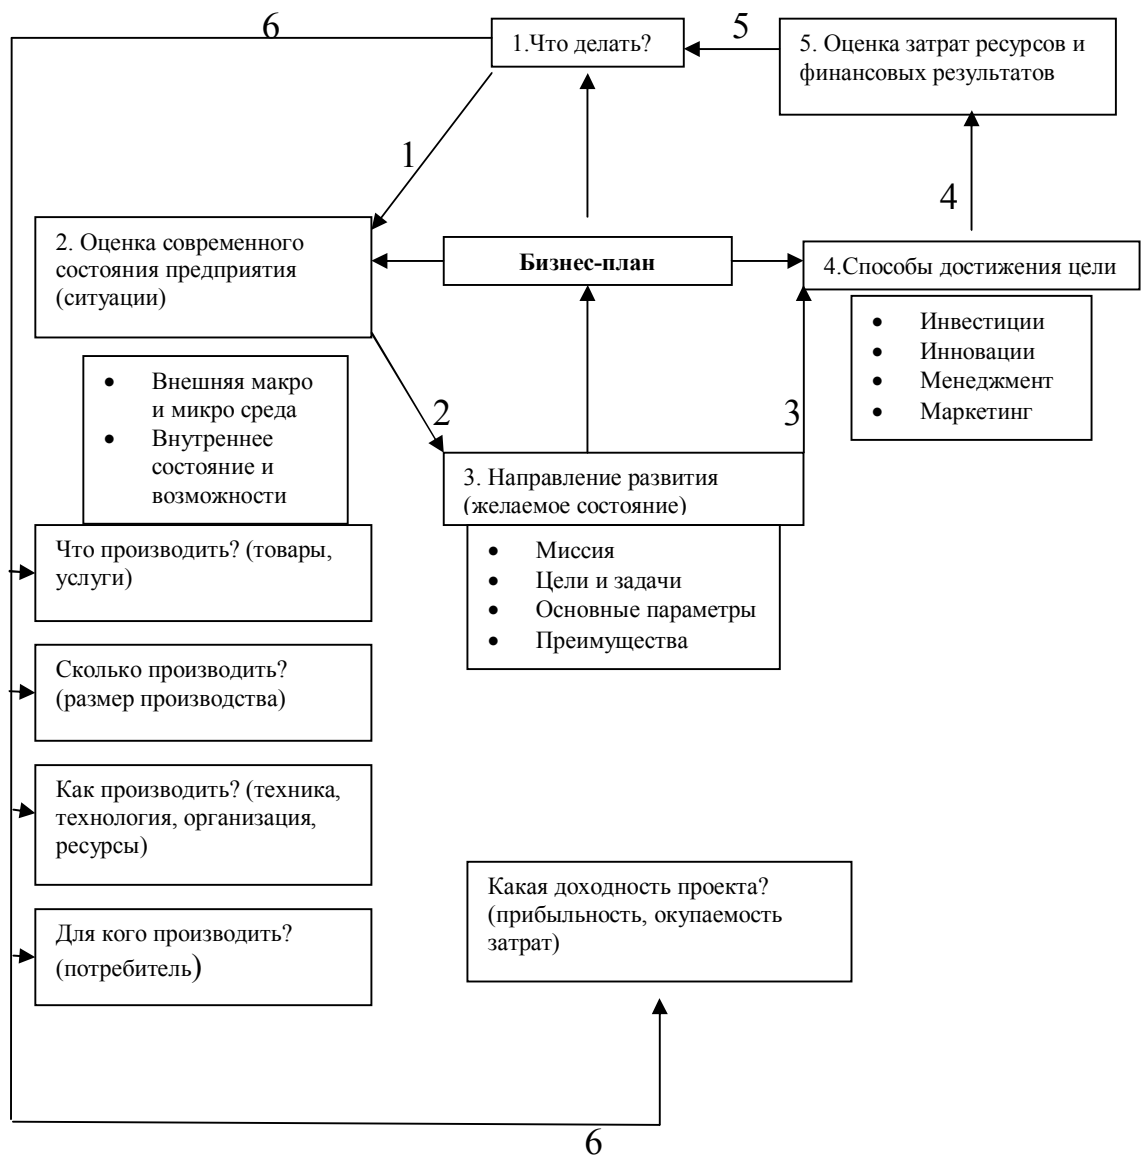 6
1.Что делать?
5
5. Оценка затрат ресурсов и
финансовых результатов
1
4
2. Оценка современного
состояния предприятия
(ситуации)
Бизнес-план
4.Способы достижения цели
• Инвестиции
• Инновации
• Менеджмент
• Маркетинг
• Внешняя макро
и микро среда
• Внутреннее
состояние и
возможности
2
3
3. Направление развития
(желаемое состояние)
• Миссия
• Цели и задачи
• Основные параметры
• Преимущества
Что производить? (товары,
услуги)
Сколько производить?
(размер производства)
Как производить? (техника,
технология, организация,
ресурсы)
Для кого производить?
(потребитель)
Какая доходность проекта?
(прибыльность, окупаемость
затрат)
6